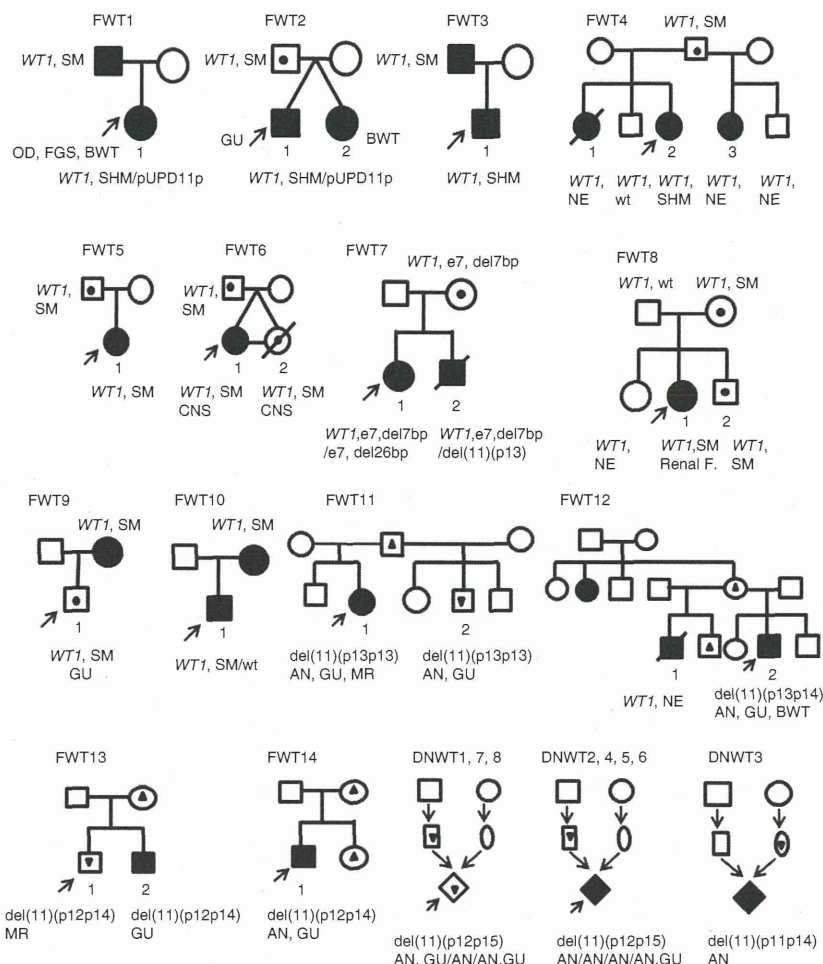 FWT1
WT1, SM
OD, FGS, BWT 1
WT1, SHM/pUPD11p
FWT2
WT1, SM
GU
BWT
1 2
WT1, SHM/pUPD11p
FWT3
WT1, SM
1
WT1, SHM
FWT4
WT1, SM
1 2 3
WT1, WT1, WT1, WT1, WT1,
NE wt SHM NE NE
FWT5
WT1,
SM
1
WT1, SM
FWT6
WT1,
SM
1 2
WT1, SM WT1, SM
CNS CNS
FWT7
WT1, e7, del7bp
1 2
WT1,e7,del7bp WT1,e7,del7bp
/e7, del26bp /del(11)(p13)
FWT8
WT1, wt WT1, SM
1 2
WT1, WT1,SM WT1,
NE Renal F. SM
FWT9
WT1, SM
1
WT1, SM
GU
FWT10
WT1, SM
1
WT1, SM/wt
FWT11
1 2
del(11)(p13p13) del(11)(p13p13)
AN, GU, MR AN, GU
FWT12
1 2
WT1, NE
del(11)(p13p14)
AN, GU, BWT
FWT13
1 2
del(11)(p12p14) del(11)(p12p14)
MR GU
FWT14
1
del(11)(p12p14)
AN, GU
DNWT1, 7, 8
del(11)(p12p15)
AN, GU/AN/AN,GU
DNWT2, 4, 5, 6
del(11)(p12p15)
AN/AN/AN/AN,GU
DNWT3
del(11)(p11p14)
AN